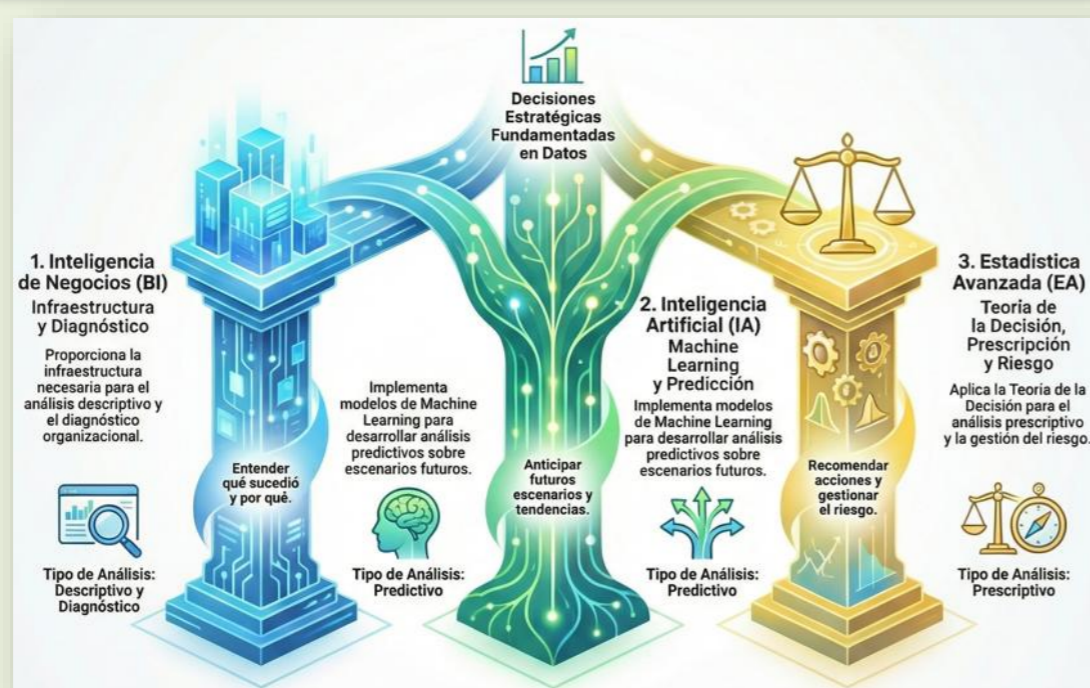 Decisiones
Estratégicas
Fundamentadas
en Datos
1. Inteligencia
de Negocios (BI)
Infraestructura
y Diagnóstico
Proporciona la
infraestructura
necesaria para el
análisis descriptivo y
el diagnóstico
organizacional.
Entender
qué sucedió
y por qué.
Tipo de Análisis:
Descriptivo y
Diagnóstico
Implementa
modelos de Machine
Learning para
desarrollar análisis
predictivos sobre
escenarios futuros.
Tipo de Análisis:
Predictivo
Anticipar
futuros
escenarios y
tendencias.
2. Inteligencia
Artificial (IA)
Machine
Learning
y Predicción
Implementa modelos
de Machine Learning
para desarrollar análisis
predictivos sobre
escenarios futuros.
Tipo de Análisis:
Predictivo
Recomendar
acciones y
gestionar
el riesgo.
3. Estadistica
Avanzada (EA)
Teoria de
la Decisión,
Prescripción
y Riesgo
Aplica la Teoria de la
Decisión para el
análisis prescriptivo
y la gestión del riesgo.
Tipo de Análisis:
Prescriptivo